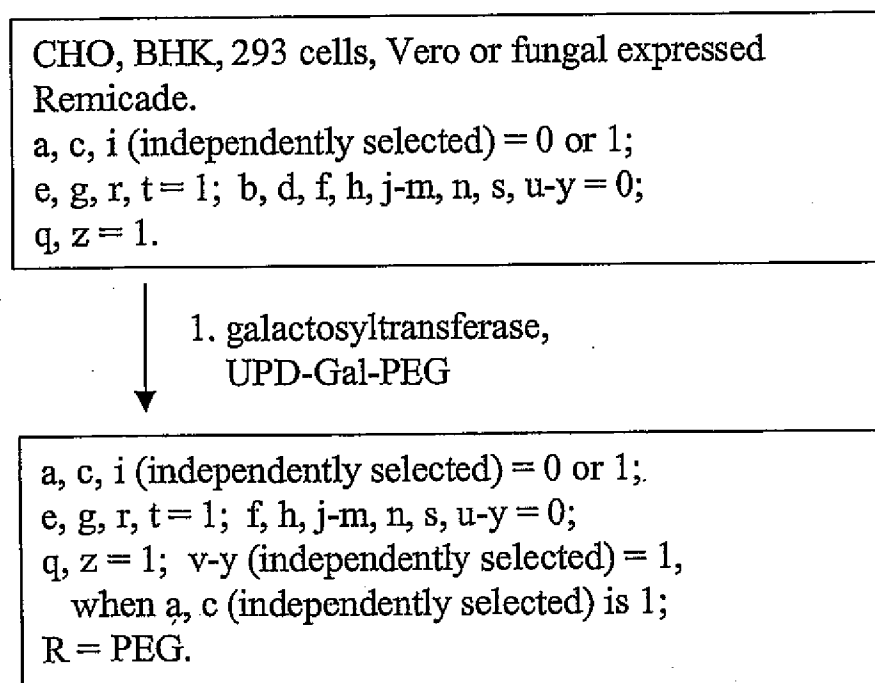 CHO, BHK, 293 cells, Vero or fungal expressed
Remicade.
a, c, i (independently selected) = 0 or 1;
e, g, r, t = 1; b, d, f, h, j-m, n, s, u-y = 0;
q, z = 1.
1. galactosyltransferase,
UPD-Gal-PEG
a, c, i (independently selected) = 0 or 1;
e, g, r, t = 1; f, h, j-m, n, s, u-y = 0;
q, z = 1; v-y (independently selected) = 1,
when a, c (independently selected) is 1;
R = PEG.